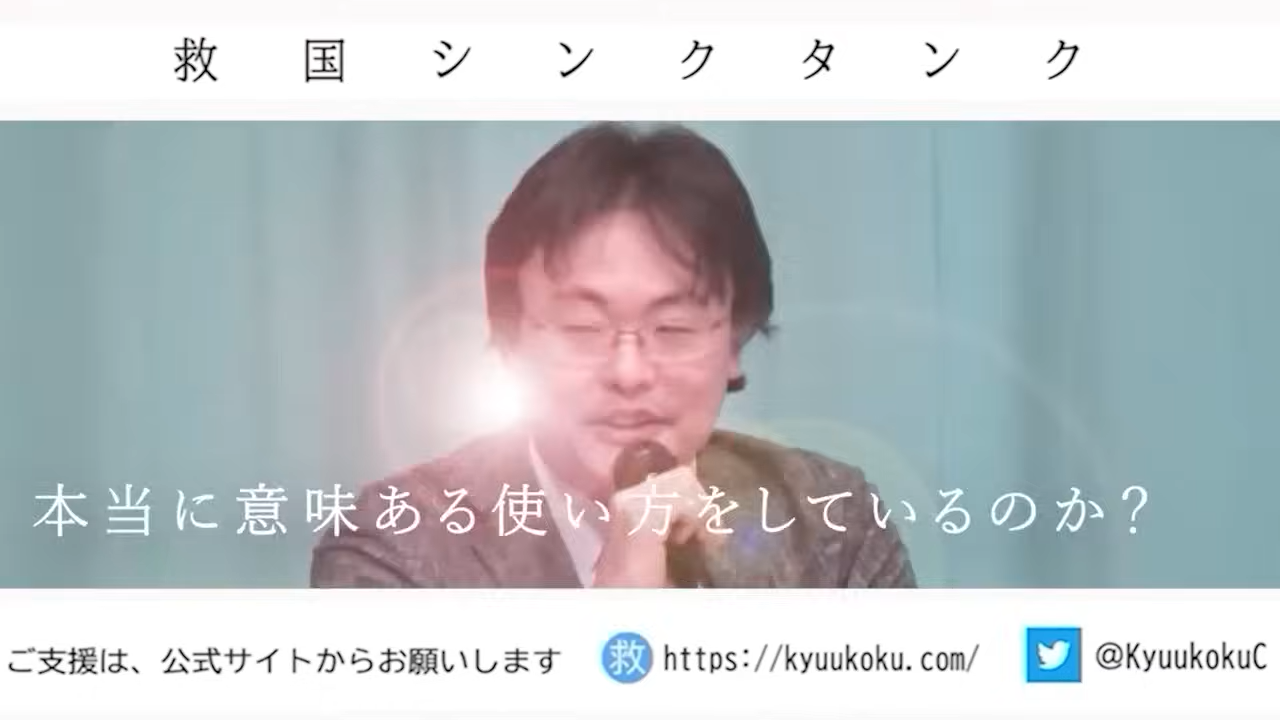 救国シンクタンク
本当に意味ある使い方をしているのか?
ご支援は、公式サイトからお願いします 救 https://kyuukoku.com/ @KyuukokuC